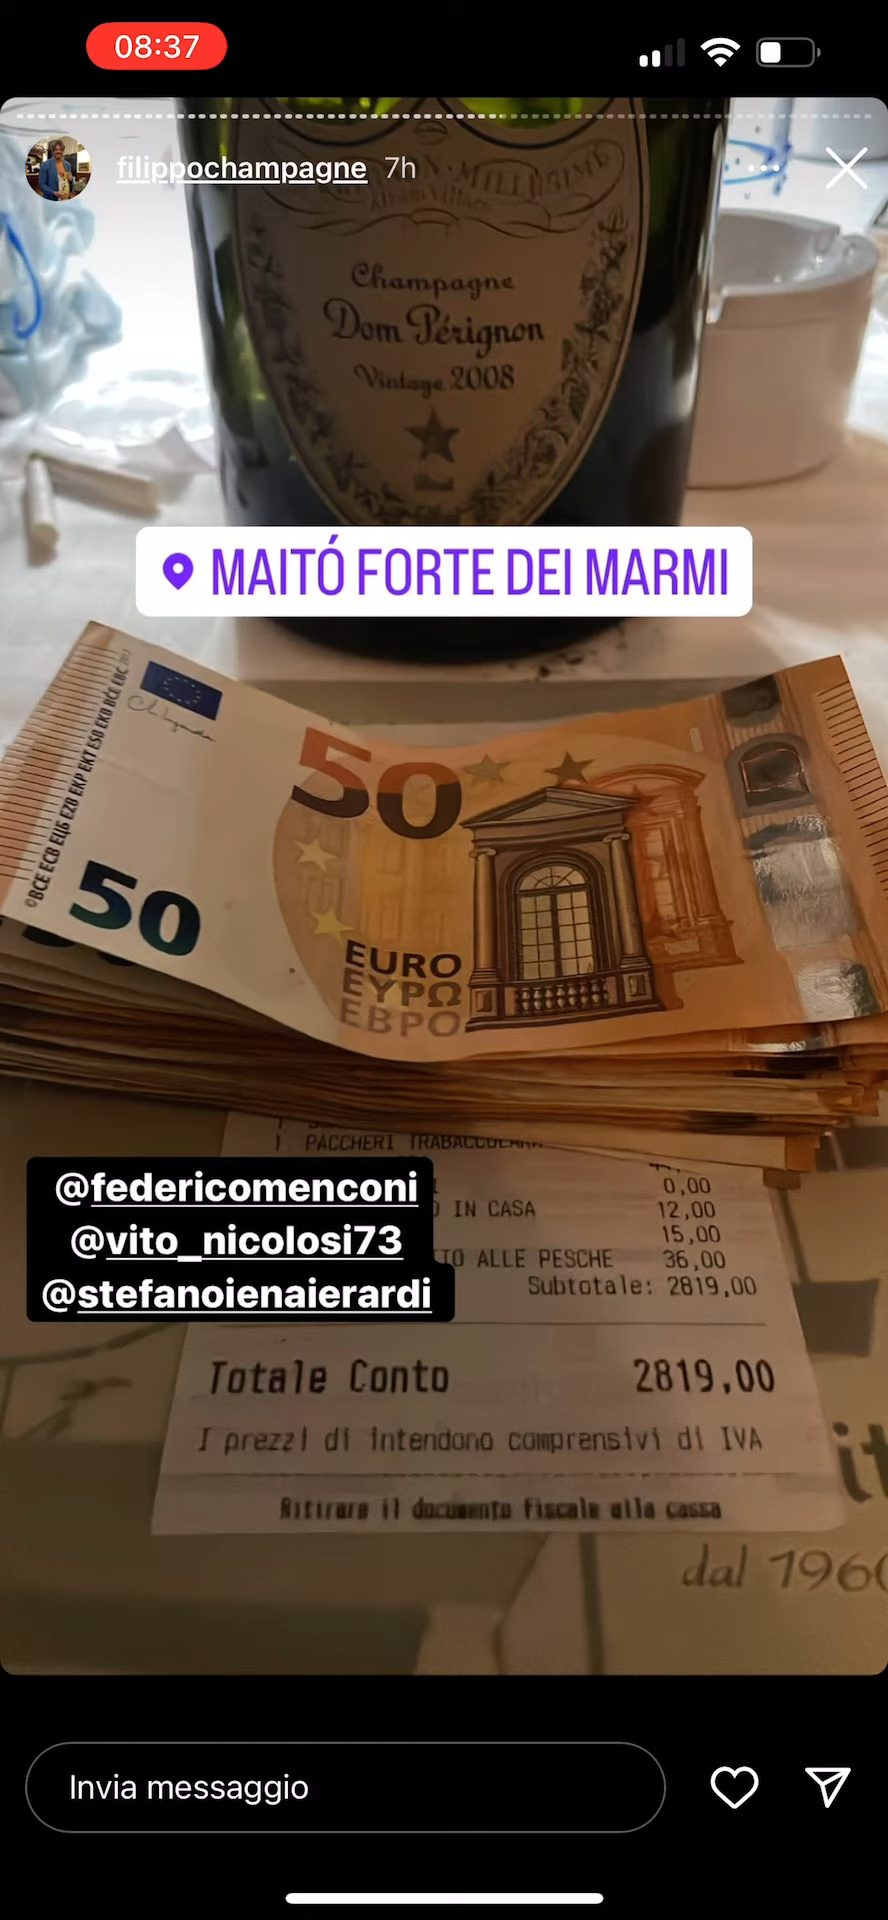 08:37
filippochampagne 7h
Champagne
Dom Pérignon
Vintage 2008
MAITÓ FORTE DEI MARMI
50
50
EURO
ΕΥΡΩ
ЕВРО
1 PACCHERI
@federicomenconi
@vito_nicolosi73
@stefanoienaierardi
0,00
IN CASA 12,00
15,00
ALLE PESCHE 36,00
Subtotale: 2819,00
Totale Conto 2819,00
I prezzi di intendono comprensivi di IVA
Ritirare il documento fiscale alla cassa
dal 196
Invia messaggio